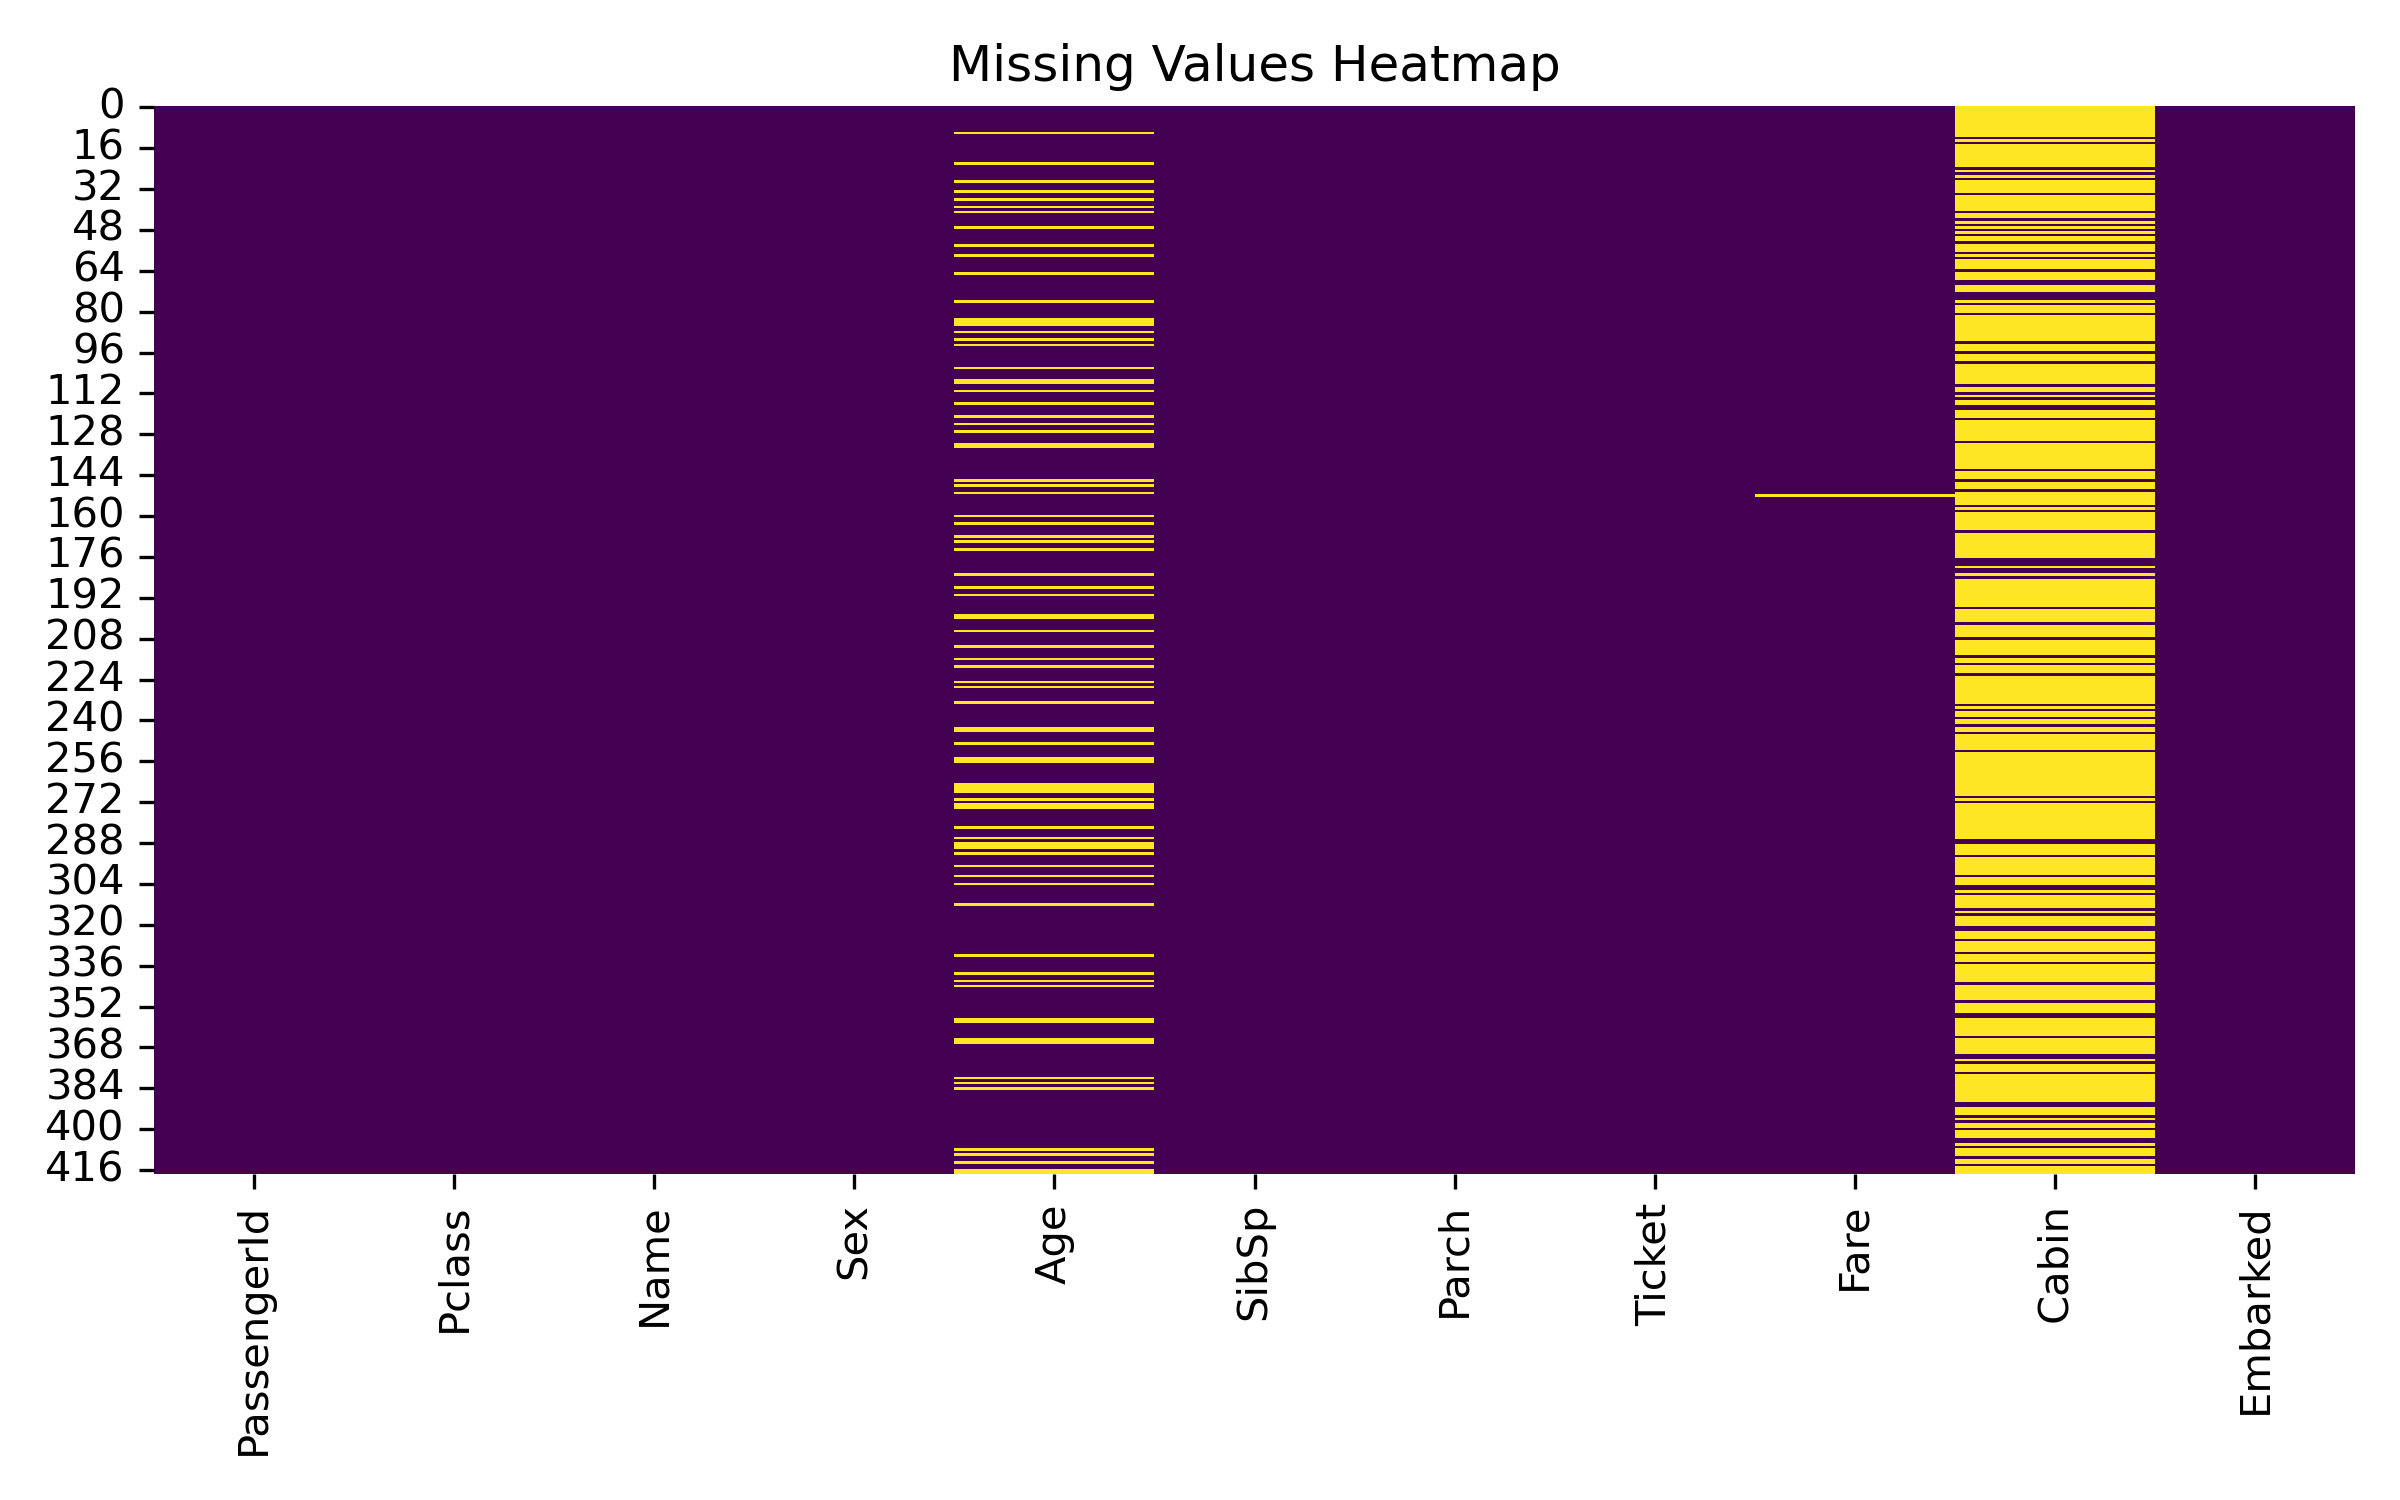 Missing Values Heatmap
0
16
32
48
64
80
96
112
128
144
160
176
192
208
224
240
256
272
288
304
320
336
352
368
384
400
416
PassengerId
Pclass
Name
Sex
Age
SibSp
Parch
Ticket
Fare
Cabin
Embarked